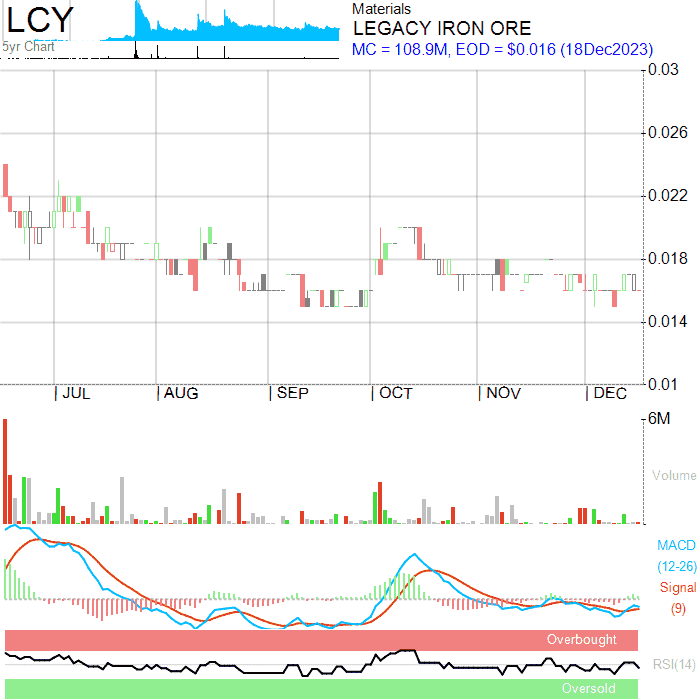 LCY
5yr Chart
Materials
LEGACY IRON ORE
MC = 108.9M, EOD = $0.016 (18Dec2023)
0.03
0.026
0.022
0.018
0.014
0.01
JUL AUG SEP OCT NOV DEC
6M
Volume
MACD
(12-26)
Signal
(9)
Overbought
RSI(14)
Oversold